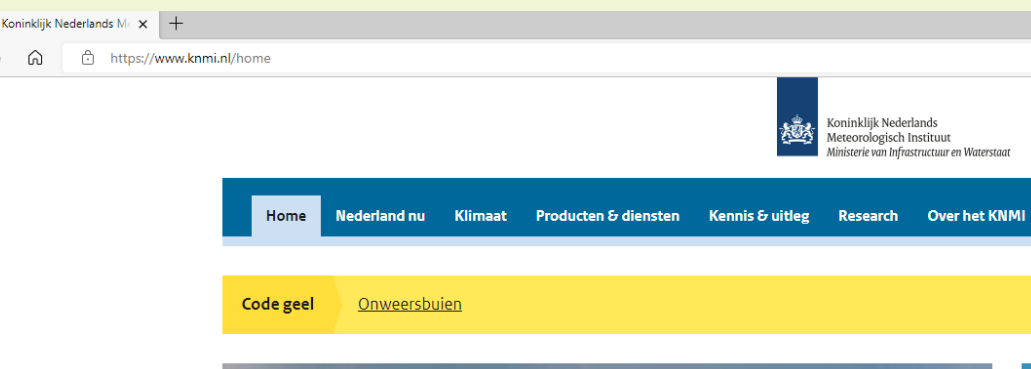 Koninklijk Nederlands M
https://www.knmi.nl/home
Koninklijk Nederlands
Meteorologisch Instituut
Ministerie van Infrastructuur en Waterstaat
Home Nederland nu Klimaat Producten & diensten Kennis & uitleg Research Over het KNMI
Code geel Onweersbuien